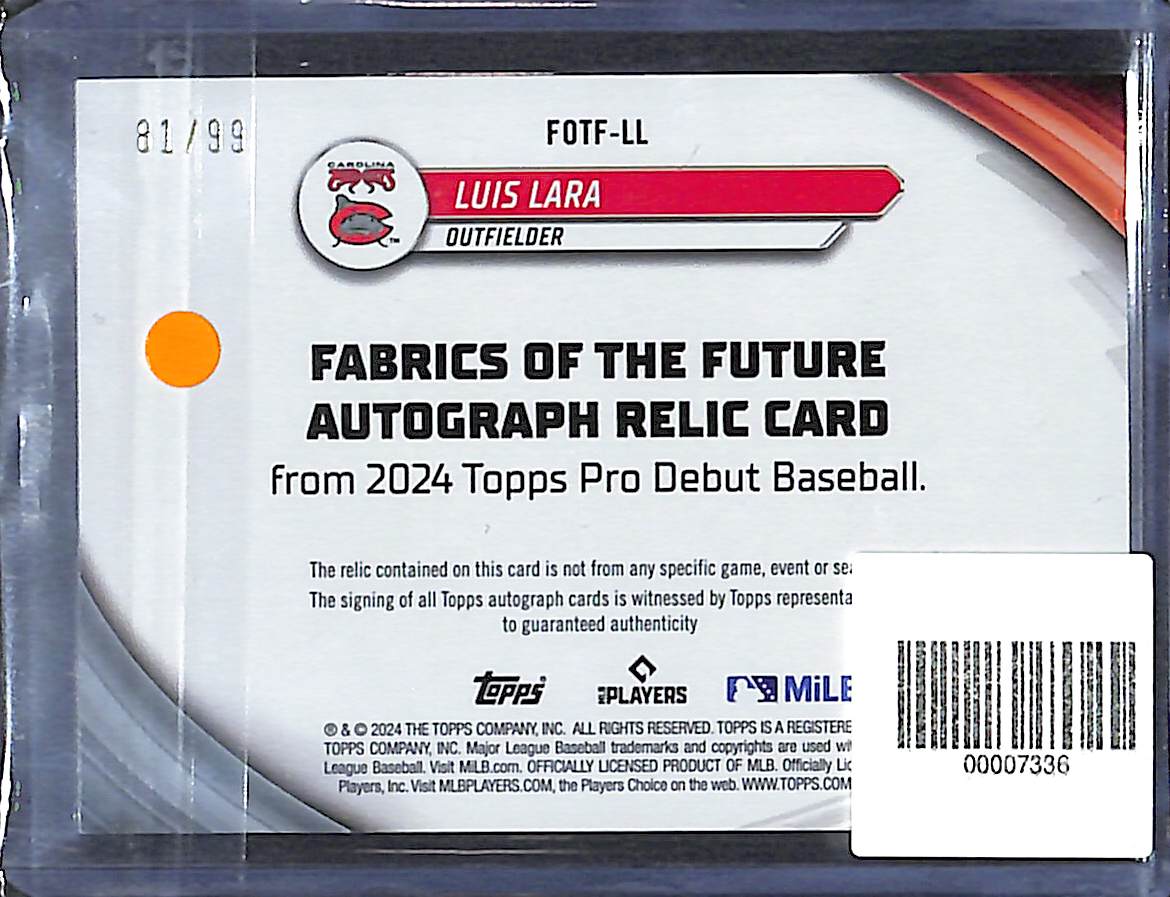 81/99
FOTF-LL
CAROLINA
LUIS LARA
OUTFIELDER
FABRICS OF THE FUTURE
AUTOGRAPH RELIC CARD
from 2024 Topps Pro Debut Baseball.
The relic contained on this card is not from any specific game, event or
The signing of all Topps autograph cards is witnessed by Topps
to guaranteed authenticity
Topps PLAYERS MiLB
® & © 2024 THE TOPPS COMPANY, INC. ALL RIGHTS RESERVED. TOPPS IS A
TOPPS COMPANY, INC. Major League Baseball trademarks and copyrights are used
League Baseball. Visit MiLB.com. OFFICIALLY LICENSED PRODUCT OF MLB. Officially
Players, Inc. Visit MLBPLAYERS.COM, the Players Choice on the web. WWW.TOPPS.COM
00007336